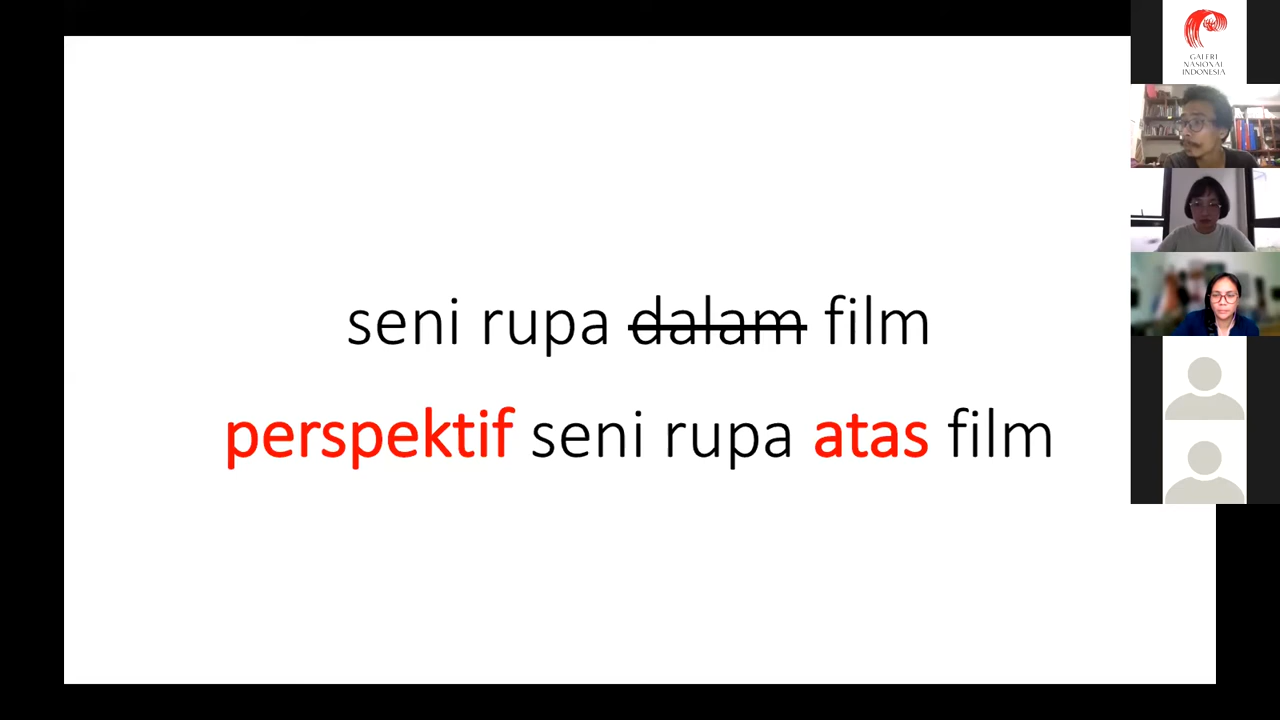 GALERI
NASIONAL
INDONESIA
seni rupa dalam film
perspektif seni rupa atas film